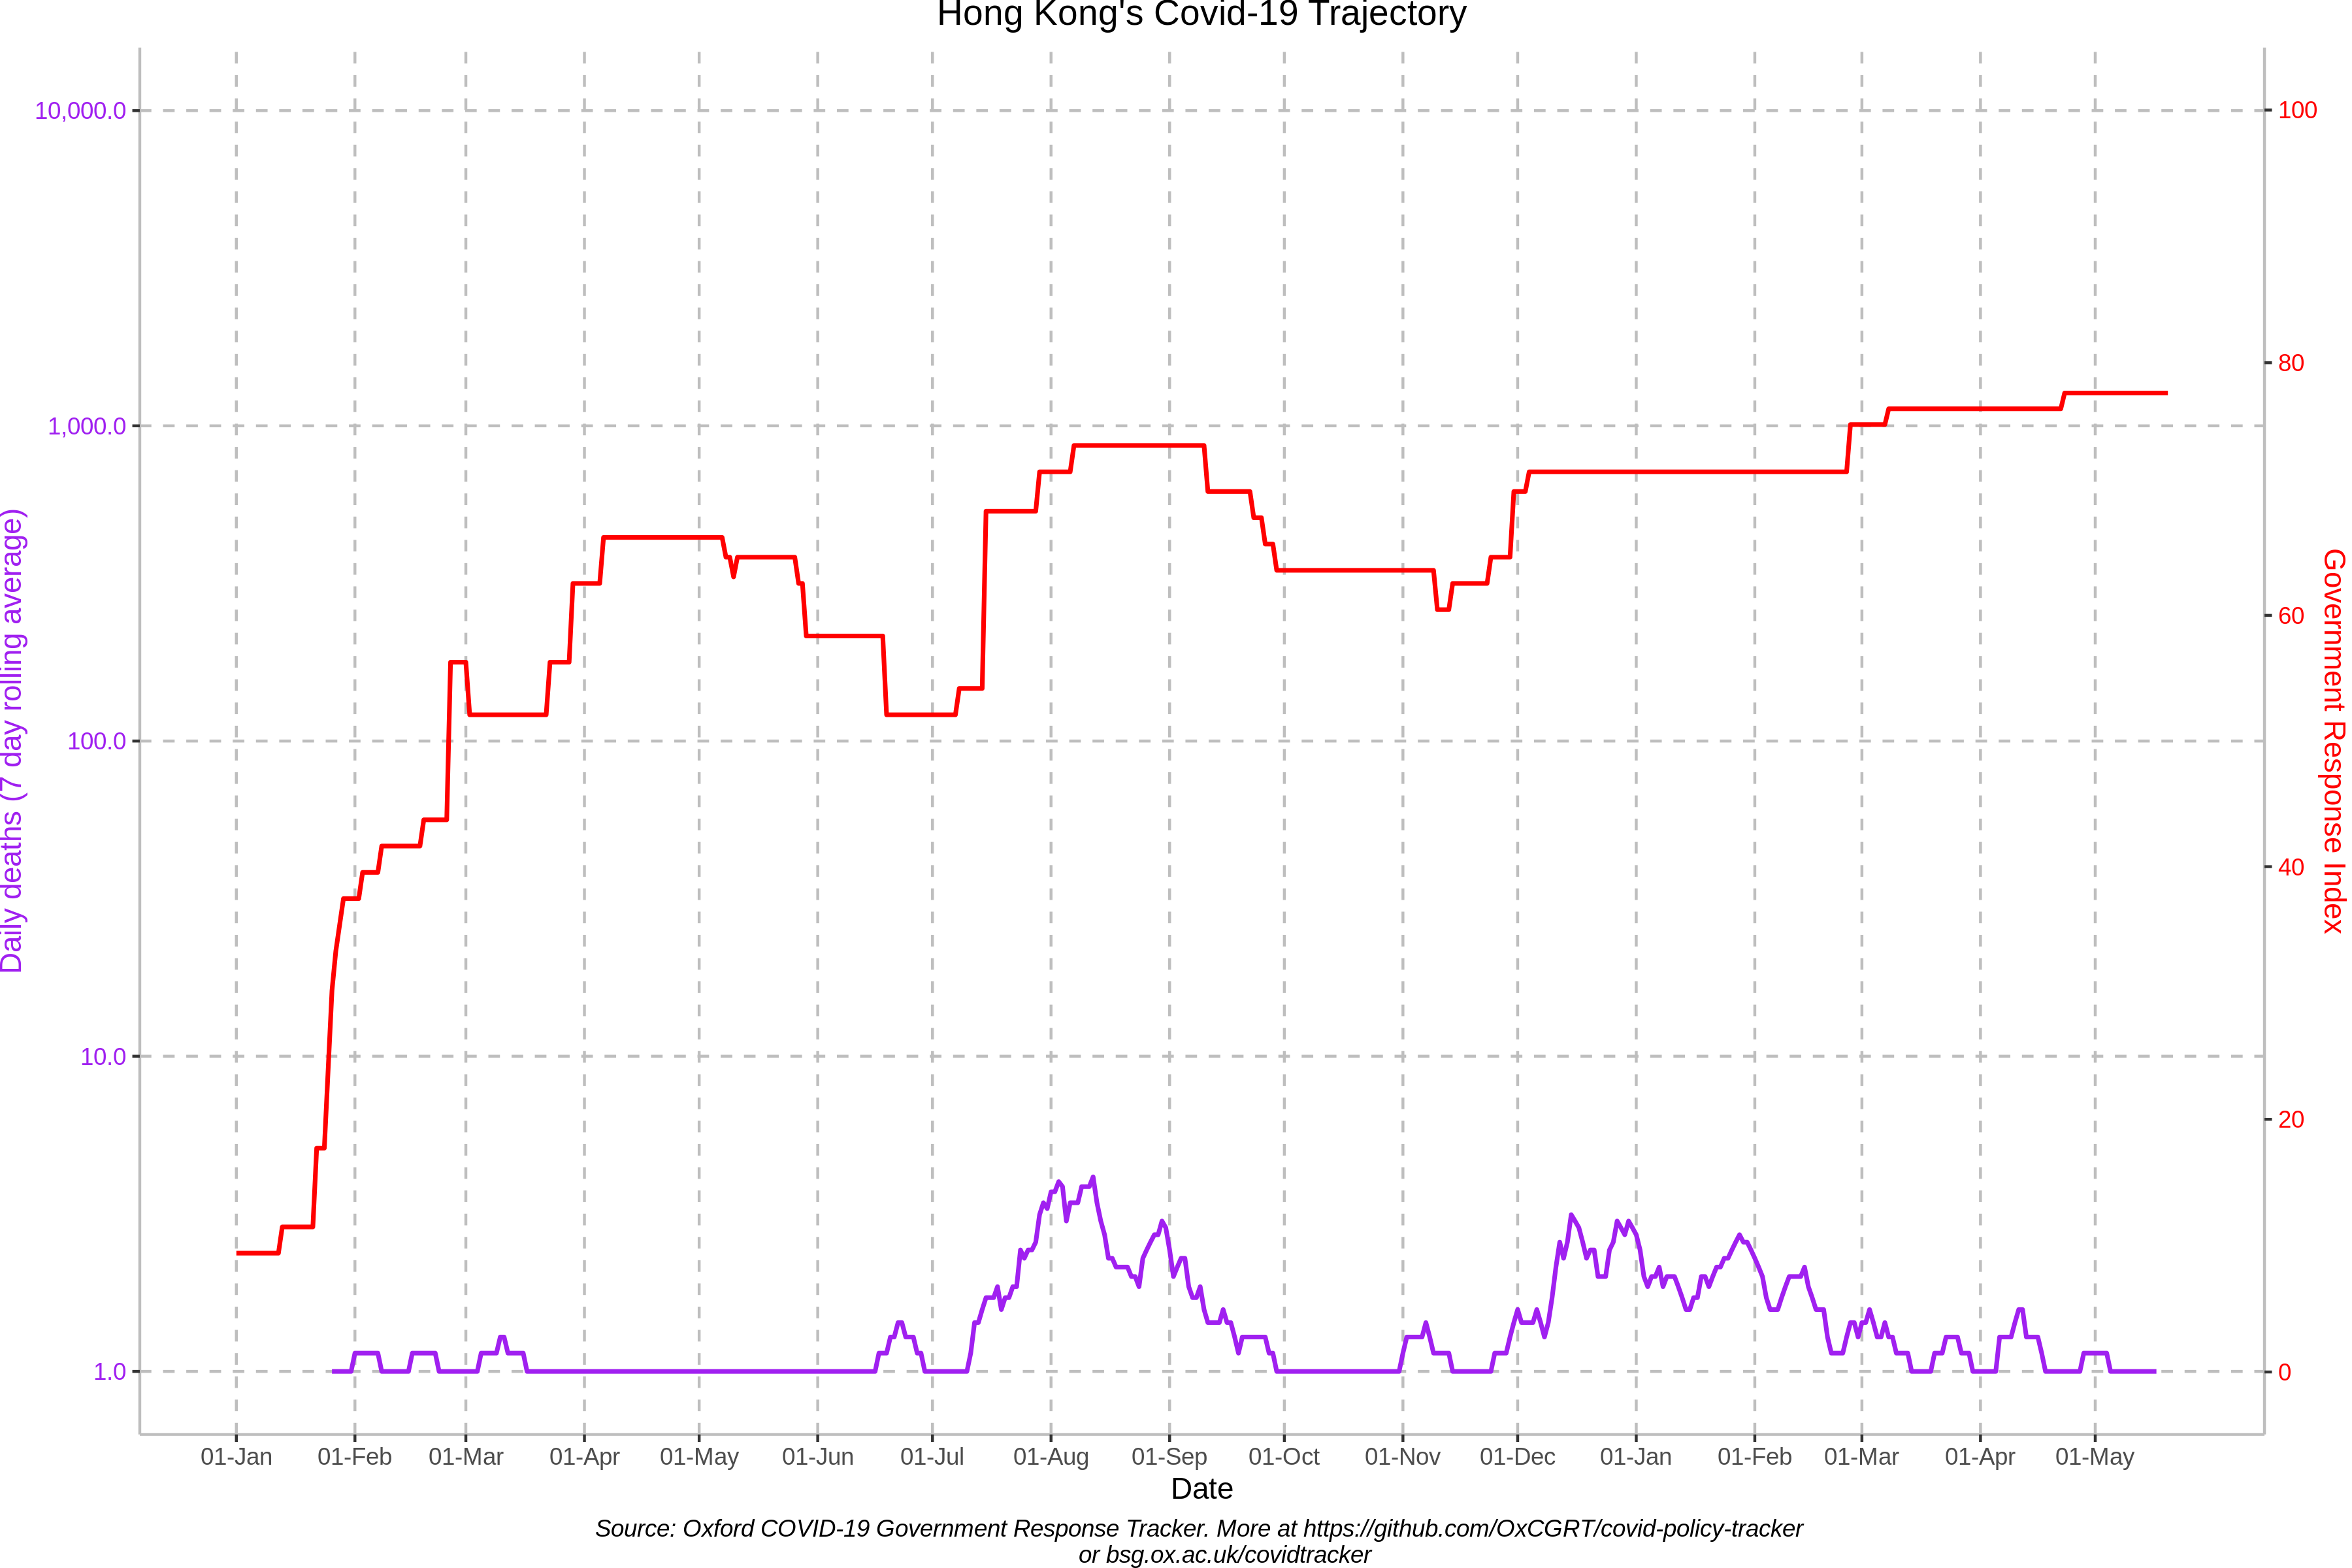 Hong Kong's Covid-19 Trajectory
10,000.0
1,000.0
100.0
10.0
1.0
Daily deaths (7 day rolling average)
100
80
60
40
20
0
Government Response Index
01-Jan 01-Feb 01-Mar 01-Apr 01-May 01-Jun 01-Jul 01-Aug 01-Sep 01-Oct 01-Nov 01-Dec 01-Jan 01-Feb 01-Mar 01-Apr 01-May
Date
Source: Oxford COVID-19 Government Response Tracker. More at https://github.com/OxCGRT/covid-policy-tracker
or bsg.ox.ac.uk/covidtracker